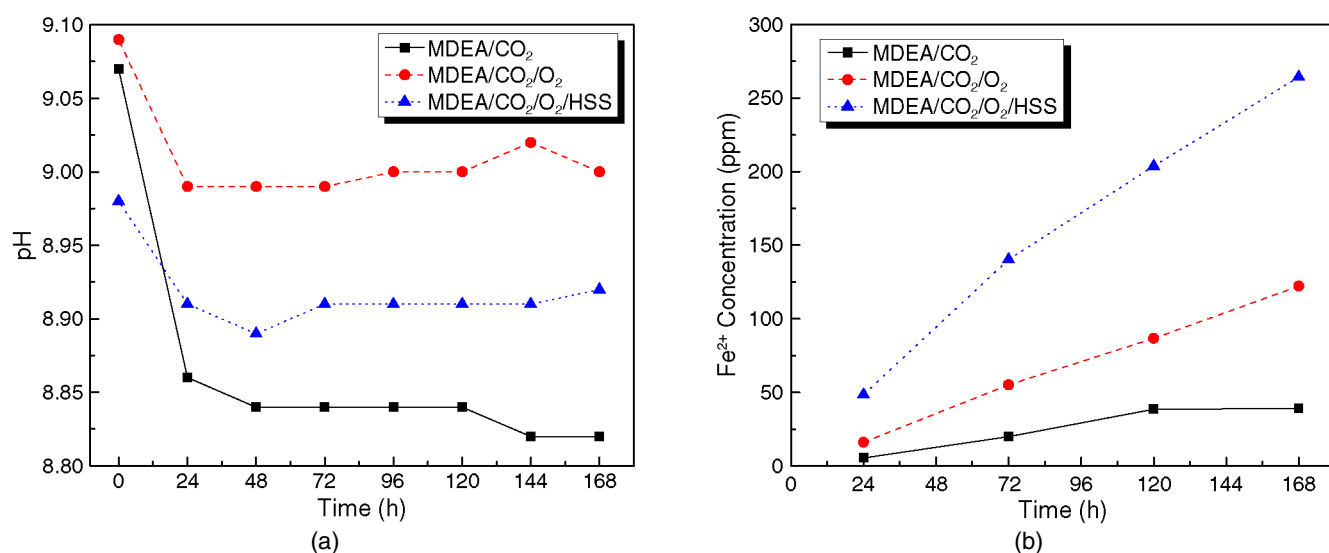 9.10
9.05
9.00
8.95
8.90
8.85
8.80
pH
MDEA/CO₂
MDEA/CO₂/O₂
MDEA/CO₂/O₂/HSS
0 24 48 72 96 120 144 168
Time (h)
(a)
300
250
200
150
100
50
0
Fe²⁺ Concentration (ppm)
MDEA/CO₂
MDEA/CO₂/O₂
MDEA/CO₂/O₂/HSS
0 24 48 72 96 120 144 168
Time (h)
(b)